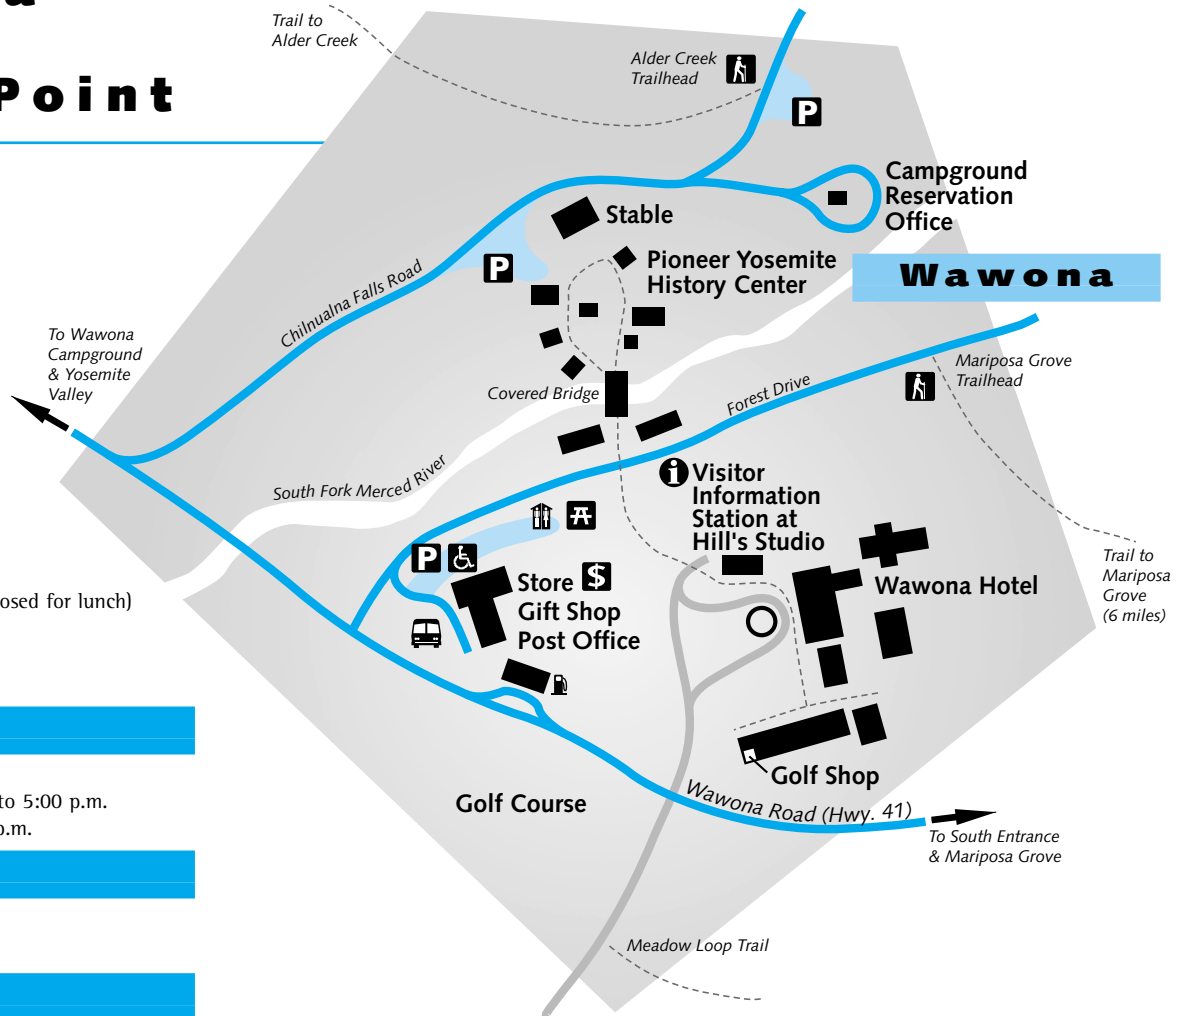 a
Point
Trail to
Alder Creek
Alder Creek
Trailhead
P
Campground
Reservation
Office
Stable
P
Pioneer Yosemite
History Center
Wawona
Chilnualna Falls Road
To Wawona
Campground
& Yosemite
Valley
Mariposa Grove
Trailhead
Covered Bridge
Forest Drive
South Fork Merced River
i
Visitor
Information
Station at
Hill's Studio
P
Store $
Gift Shop
Post Office
Wawona Hotel
Trail to
Mariposa
Grove
(6 miles)
osed for lunch)
Golf Shop
to 5:00 p.m.
p.m.
Golf Course
Wawona Road (Hwy. 41)
To South Entrance
& Mariposa Grove
Meadow Loop Trail